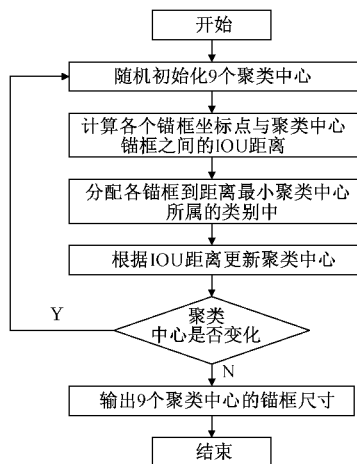 开始
随机初始化9个聚类中心
计算各个锚框坐标点与聚类中心
锚框之间的IOU距离
分配各锚框到距离最小聚类中心
所属的类别中
根据IOU距离更新聚类中心
聚类
中心是否变化
Y
N
输出9个聚类中心的锚框尺寸
结束